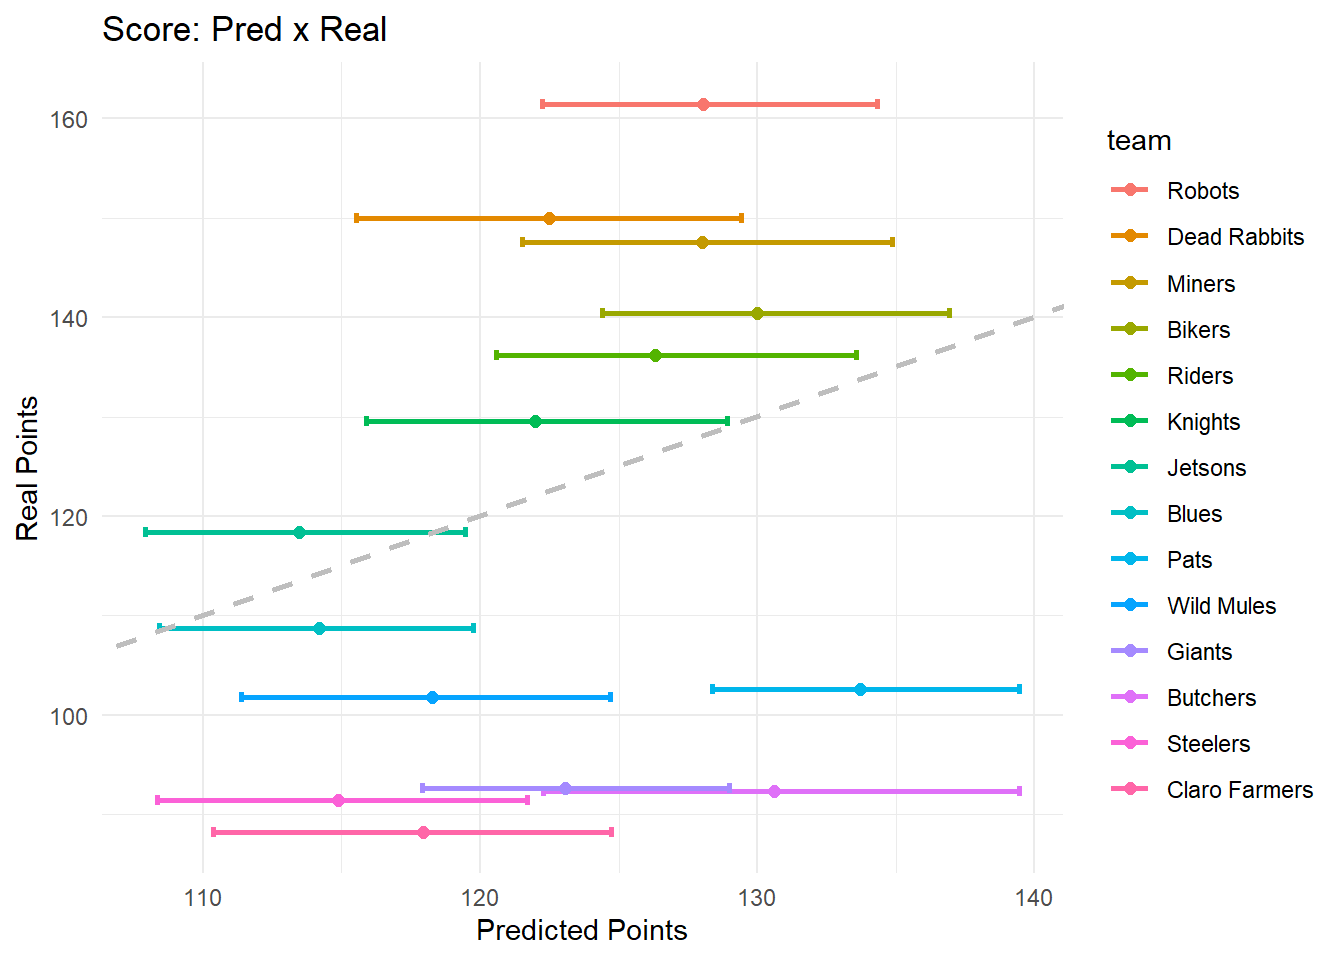 Score: Pred x Real
Real Points
160
140
120
100
110
120
130
140
Predicted Points
team
Robots
Dead Rabbits
Miners
Bikers
Riders
Knights
Jetsons
Blues
Pats
Wild Mules
Giants
Butchers
Steelers
Claro Farmers